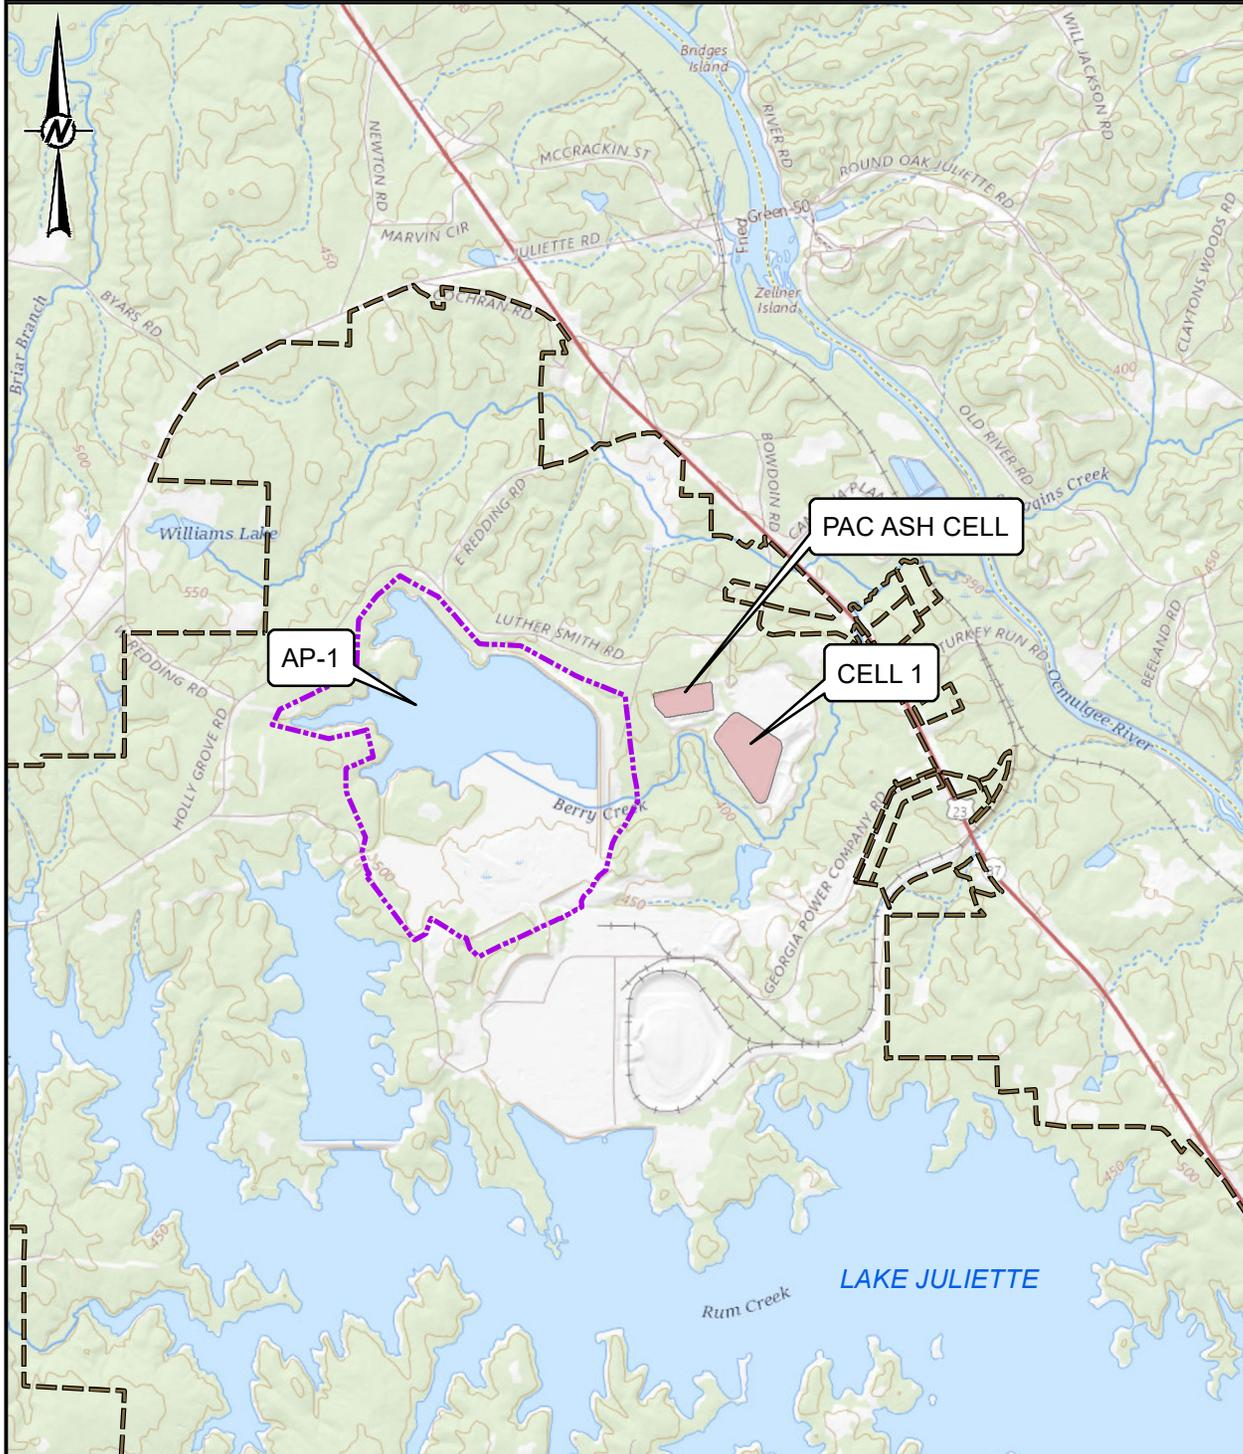 Bridges
Island
WILL JACKSON RD
N
NEWTON RD
RIVER RD
MCCRACKIN ST
ROUND OAK JULIETTE RD
Green-50
Fried
MARVIN CIR
JULIETTE RD
450
CLAYTONS WOODS RD
Zellner
Island
BYARS RD
COCHRAN RD
Briar Branch
400
OLD RIVER RD
500
BOWDOIN RD
E REDDING RD
PAC ASH CELL
Williams Lake
550
350
450
BEELAND RD
LUTHER SMITH RD
TURKEY RUN RD
AP-1
CELL 1
REDDING RD
Ocmulgee River
HOLLY GROVE RD
Berry Creek
400
23
500
87
450
GEORGIA POWER COMPANY RD
450
500
450
LAKE JULIETTE
Rum Creek